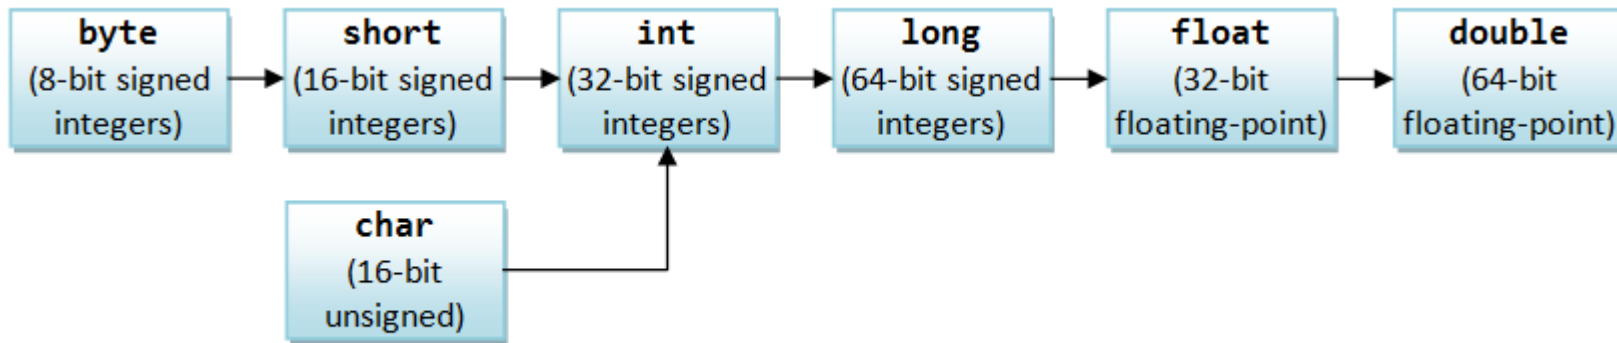 byte
(8-bit signed
integers)
short
(16-bit signed
integers)
int
(32-bit signed
integers)
long
(64-bit signed
integers)
float
(32-bit
floating-point)
double
(64-bit
floating-point)
char
(16-bit
unsigned)